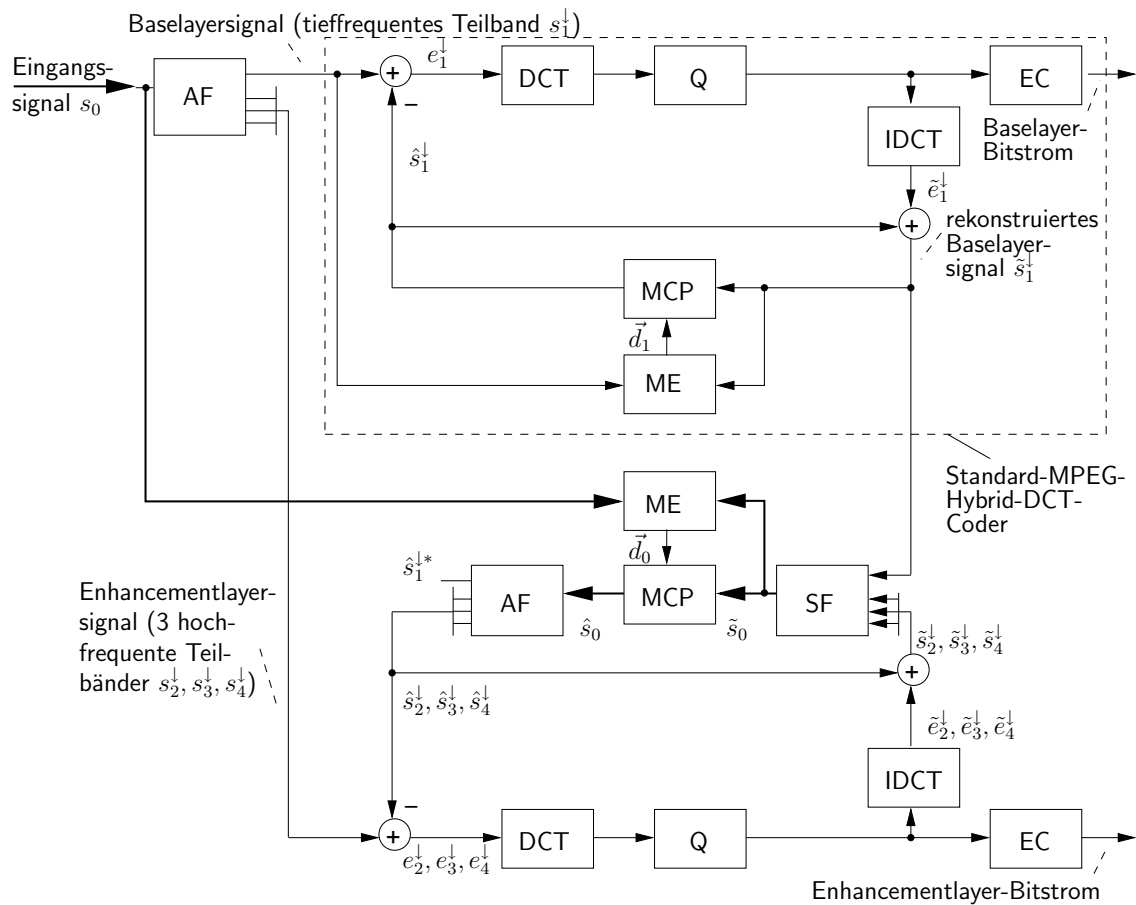 Baselayersignal (tieffrequentes Teilband s₁↓)
Eingangs-
signal s₀
AF
+
−
e₁↓
DCT
Q
EC
Baselayer-
Bitstrom
IDCT
ŝ₁↓
ẽ₁↓
+
rekonstruiertes
Baselayer-
signal s̃₁↓
MCP
d⃗₁
ME
Standard-MPEG-
Hybrid-DCT-
Coder
ME
d⃗₀
ŝ₁↓*
AF
ŝ₀
MCP
s̃₀
SF
Enhancementlayer-
signal (3 hoch-
frequente Teil-
bänder s₂↓, s₃↓, s₄↓)
s̃₂↓, s̃₃↓, s̃₄↓
+
ŝ₂↓, ŝ₃↓, ŝ₄↓
ẽ₂↓, ẽ₃↓, ẽ₄↓
IDCT
−
+
e₂↓, e₃↓, e₄↓
DCT
Q
EC
Enhancementlayer-Bitstrom